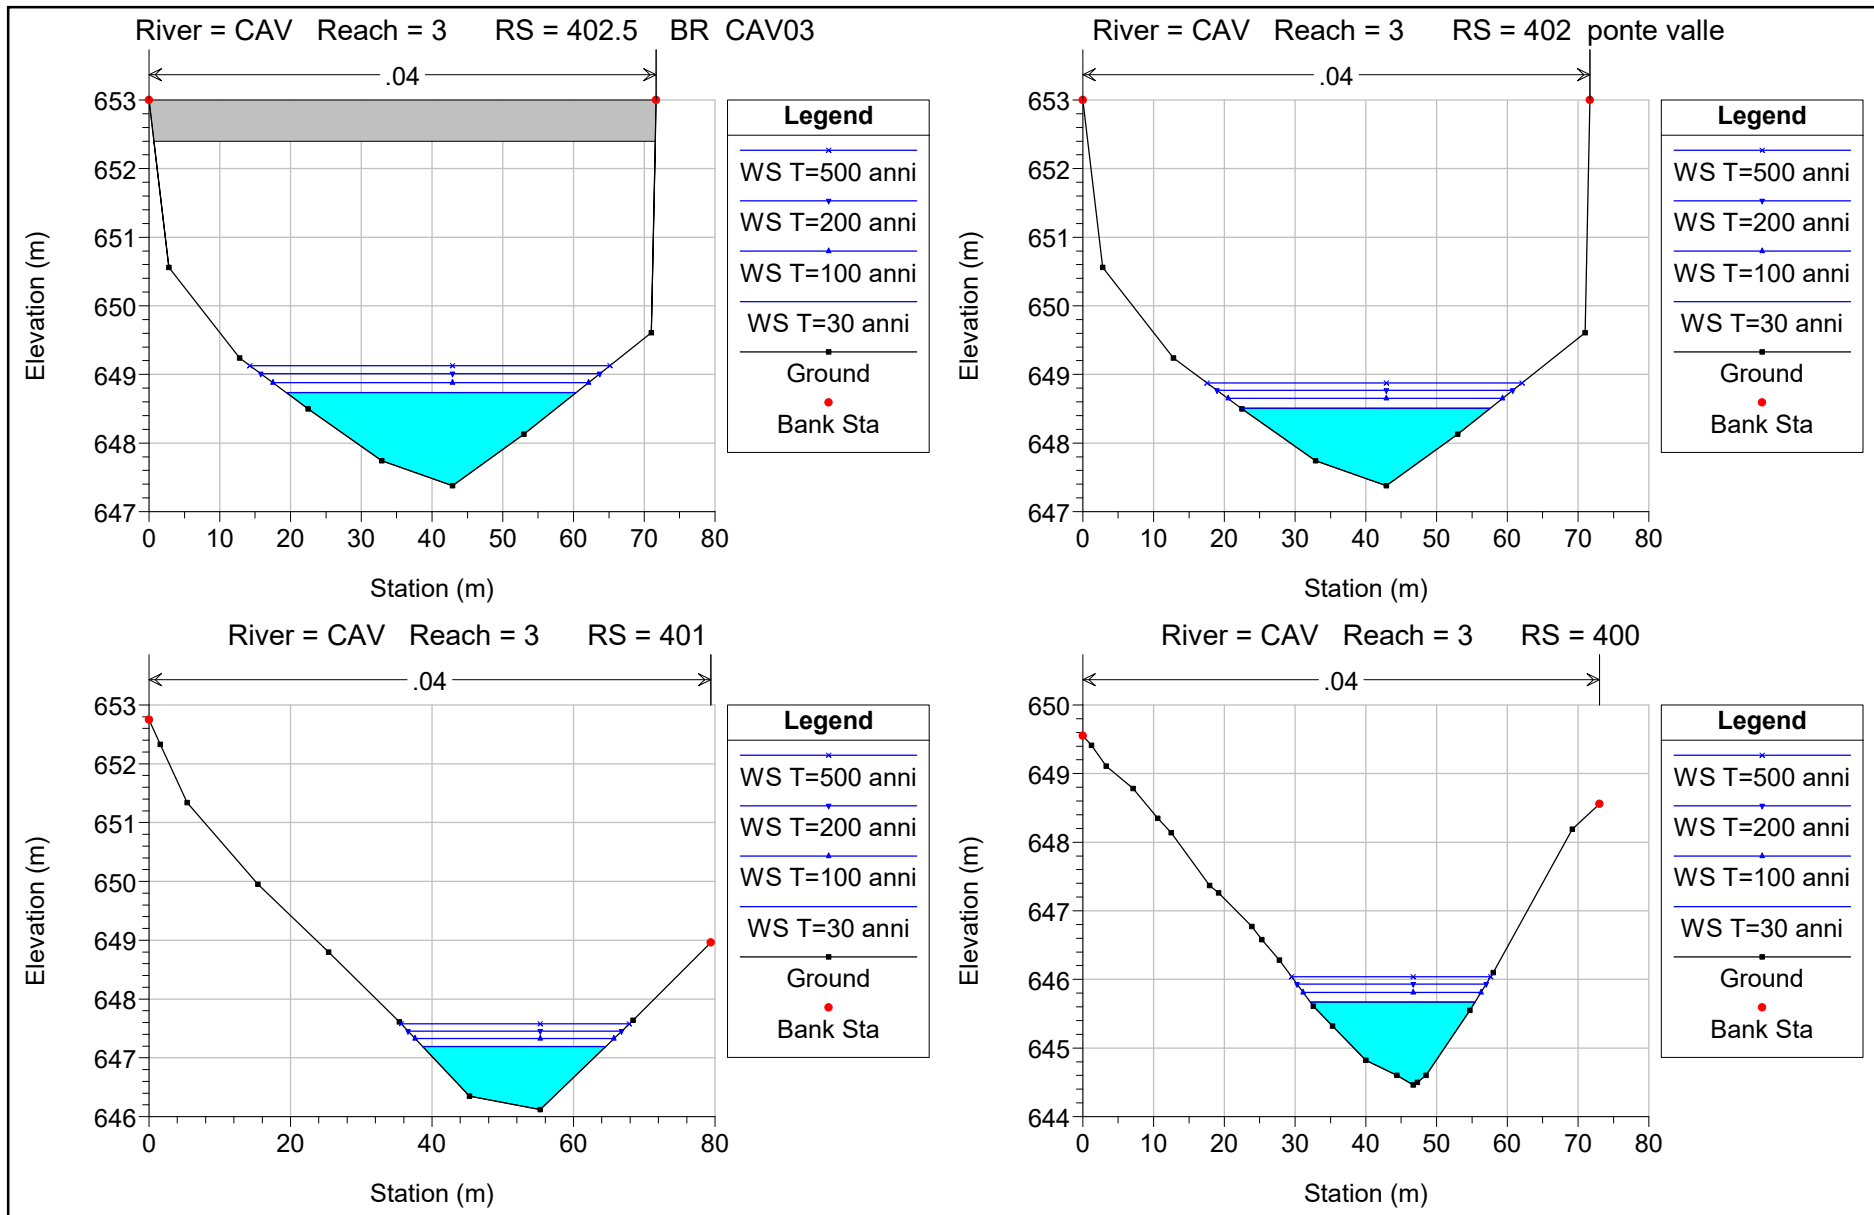 River = CAV Reach = 3 RS = 402.5 BR CAV03
.04
653
652
651
650
649
648
647
Elevation (m)
0 10 20 30 40 50 60 70 80
Station (m)
Legend
WS T=500 anni
WS T=200 anni
WS T=100 anni
WS T=30 anni
Ground
Bank Sta
River = CAV Reach = 3 RS = 402 ponte valle
.04
653
652
651
650
649
648
647
Elevation (m)
0 10 20 30 40 50 60 70 80
Station (m)
Legend
WS T=500 anni
WS T=200 anni
WS T=100 anni
WS T=30 anni
Ground
Bank Sta
River = CAV Reach = 3 RS = 401
.04
653
652
651
650
649
648
647
646
Elevation (m)
0 20 40 60 80
Station (m)
Legend
WS T=500 anni
WS T=200 anni
WS T=100 anni
WS T=30 anni
Ground
Bank Sta
River = CAV Reach = 3 RS = 400
.04
650
649
648
647
646
645
644
Elevation (m)
0 10 20 30 40 50 60 70 80
Station (m)
Legend
WS T=500 anni
WS T=200 anni
WS T=100 anni
WS T=30 anni
Ground
Bank Sta